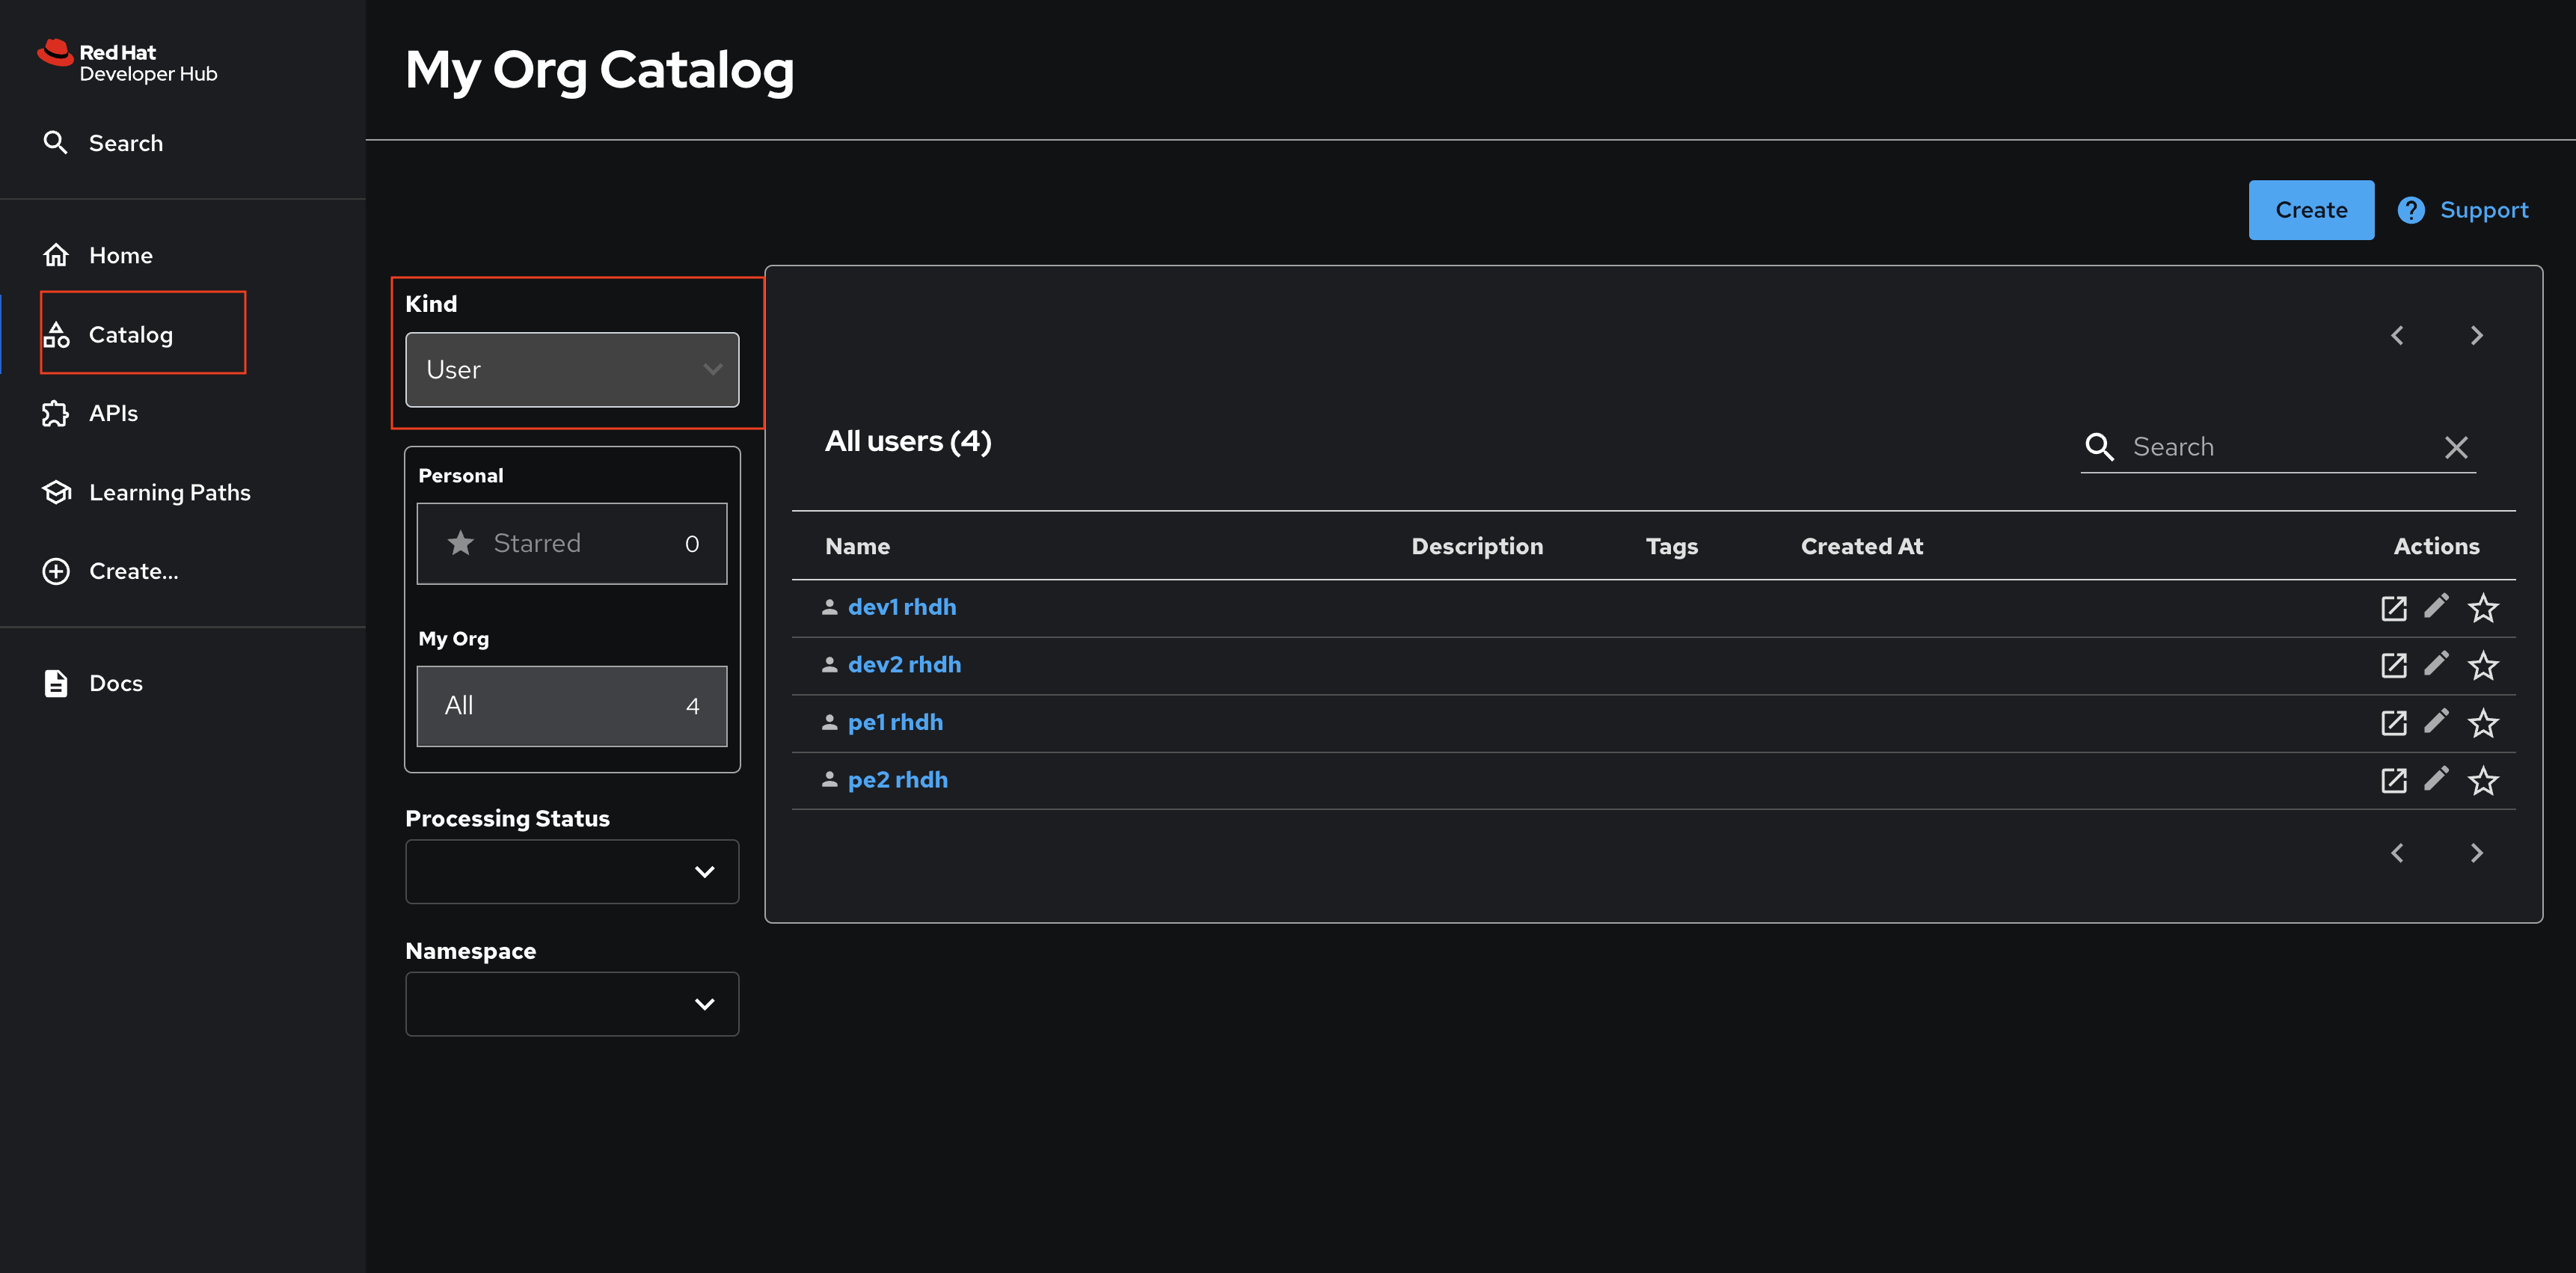 Red Hat
Developer Hub
Search
Home
Catalog
APIs
Learning Paths
Create...
Docs
My Org Catalog
Create
Support
Kind
User
Personal
Starred 0
My Org
All 4
Processing Status
Namespace
All users (4)
Search
Name Description Tags Created At Actions
dev1 rhdh
dev2 rhdh
pe1 rhdh
pe2 rhdh